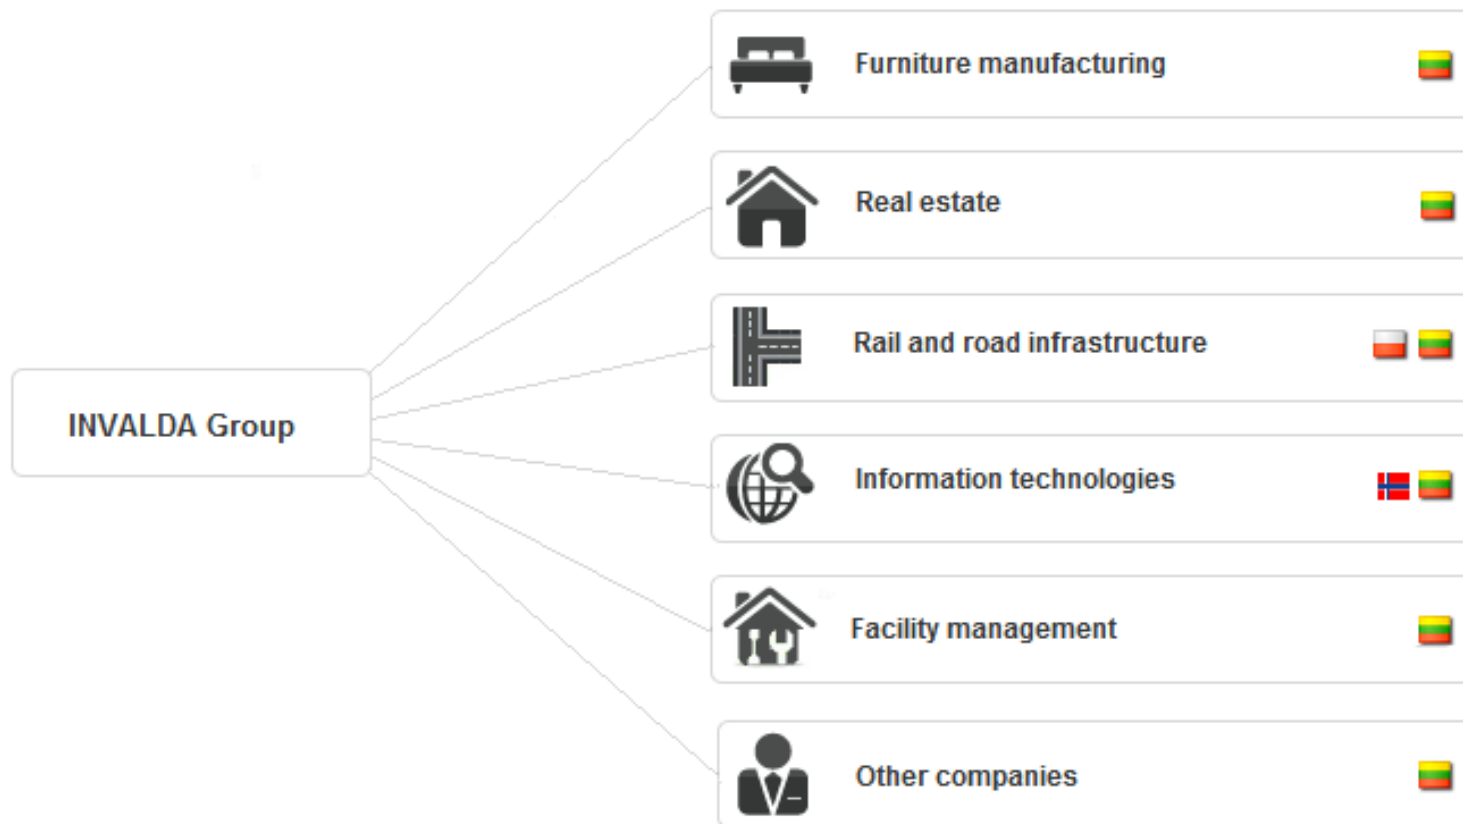 Furniture manufacturing
Real estate
Rail and road infrastructure
INVALDA Group
Information technologies
Facility management
Other companies